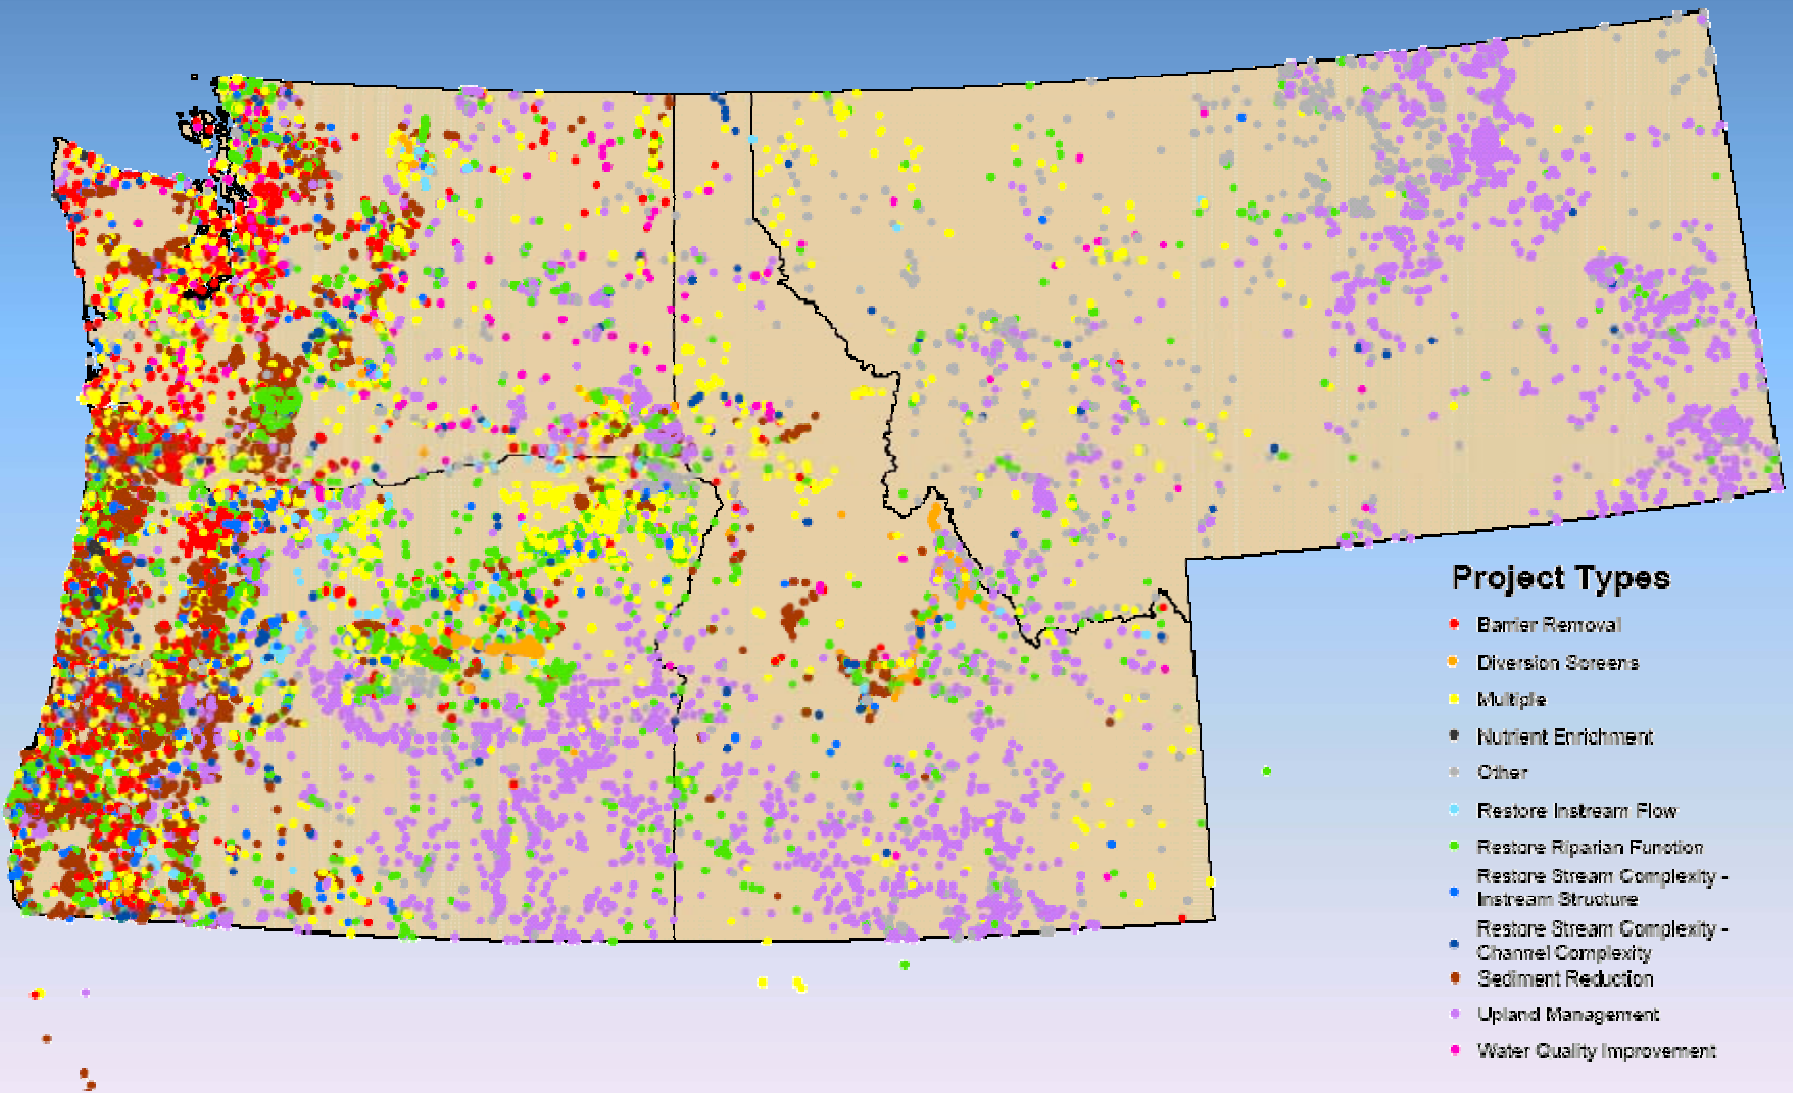 Project Types
Barrier Removal
Diversion Screens
Multiple
Nutrient Enrichment
Other
Restore Instream Flow
Restore Riparian Function
Restore Stream Complexity -
Instream Structure
Restore Stream Complexity -
Channel Complexity
Sediment Reduction
Upland Management
Water Quality Improvement